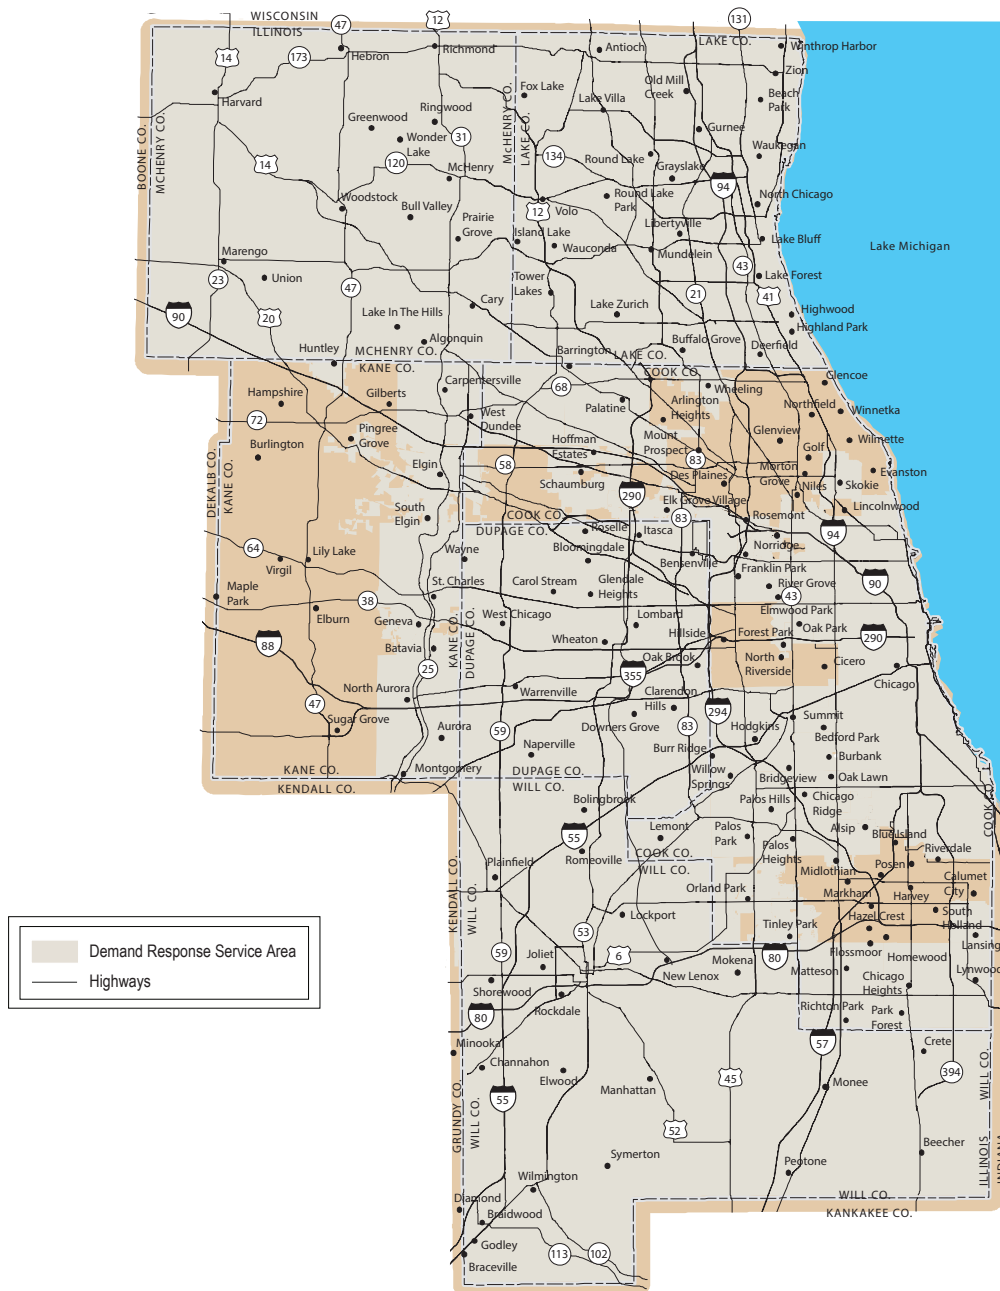 WISCONSIN
ILLINOIS
47
12
131
LAKE CO.
Winthrop Harbor
14
173
Hebron
Richmond
Antioch
Zion
Harvard
Fox Lake
Old Mill
Creek
Beach
Park
Lake Villa
Ringwood
Greenwood
Wonder
Lake
31
Gurnee
BOONE CO.
MCHENRY CO.
McHENRY CO.
LAKE CO.
14
120
McHenry
134
Round Lake
Grayslake
Waukegan
94
Woodstock
Bull Valley
Prairie
Grove
12
Volo
Round Lake
Park
North Chicago
Libertyville
Island Lake
Wauconda
Mundelein
Lake Bluff
Lake Michigan
Marengo
23
Union
47
Tower
Lakes
43
Lake Forest
21
41
90
20
Lake In The Hills
Cary
Lake Zurich
Highwood
Highland Park
Huntley
Algonquin
Buffalo Grove
Deerfield
MCHENRY CO.
KANE CO.
Barrington
LAKE CO.
COOK CO.
Glencoe
Hampshire
Gilberts
Carpentersville
68
Wheeling
72
West
Dundee
Palatine
Arlington
Heights
Northfield
Winnetka
Pingree
Grove
Burlington
Hoffman
Estates
Mount
Prospect
Glenview
Golf
Wilmette
Elgin
58
Schaumburg
83
Des Plaines
Morton
Grove
Niles
Skokie
Evanston
DEKALB CO.
KANE CO.
290
Elk Grove Village
Lincolnwood
South
Elgin
COOK CO.
DUPAGE CO.
Roselle
Itasca
83
Rosemont
94
64
Virgil
Lily Lake
Wayne
Bloomingdale
Bensenville
Norridge
Maple
Park
38
St. Charles
Carol Stream
Glendale
Heights
Franklin Park
River Grove
90
43
Elburn
Geneva
KANE CO.
DUPAGE CO.
West Chicago
Lombard
Elmwood Park
88
Batavia
Wheaton
Hillside
Forest Park
Oak Park
290
25
355
Oak Brook
North
Riverside
Cicero
Chicago
47
North Aurora
Warrenville
Clarendon
Hills
294
Sugar Grove
Aurora
59
Downers Grove
83
Hodgkins
Summit
Bedford Park
Naperville
Burr Ridge
Burbank
KANE CO.
KENDALL CO.
Montgomery
DUPAGE CO.
WILL CO.
Willow
Springs
Bridgeview
Oak Lawn
Bolingbrook
Palos Hills
Chicago
Ridge
COOK CO.
55
Lemont
Palos
Park
Palos
Heights
Alsip
Blue Island
Riverdale
Romeoville
COOK CO.
WILL CO.
Plainfield
Midlothian
Posen
Calumet
City
KENDALL CO.
WILL CO.
Orland Park
Markham
Harvey
Lockport
Hazel Crest
South
Holland
53
Tinley Park
Demand Response Service Area
Highways
59
Joliet
6
Mokena
80
Flossmoor
Homewood
Lansing
New Lenox
Matteson
Chicago
Heights
Lynwood
Shorewood
Rockdale
80
Richton Park
Park
Forest
Minooka
57
Crete
Channahon
Elwood
Manhattan
45
Monee
394
WILL CO.
55
GRUNDY CO.
WILL CO.
52
Beecher
Symerton
Peotone
ILLINOIS
INDIANA
Wilmington
WILL CO.
KANKAKEE CO.
Diamond
Braidwood
Godley
Braceville
113
102